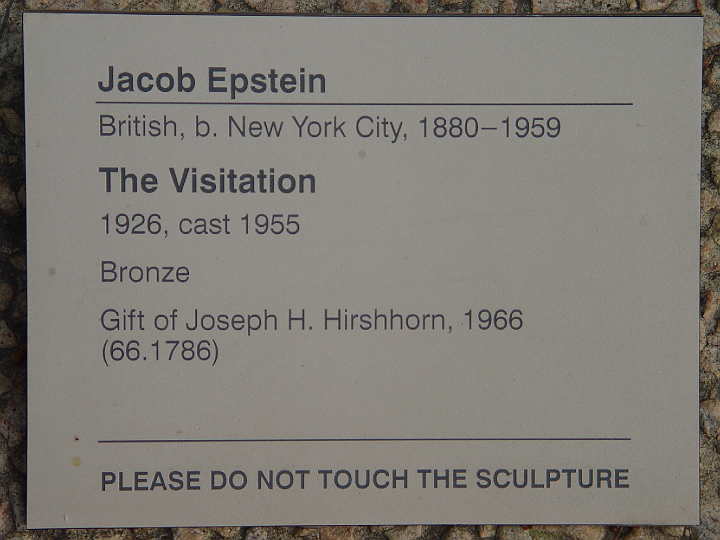 Jacob Epstein
British, b. New York City, 1880–1959
The Visitation
1926, cast 1955
Bronze
Gift of Joseph H. Hirshhorn, 1966
(66.1786)
PLEASE DO NOT TOUCH THE SCULPTURE